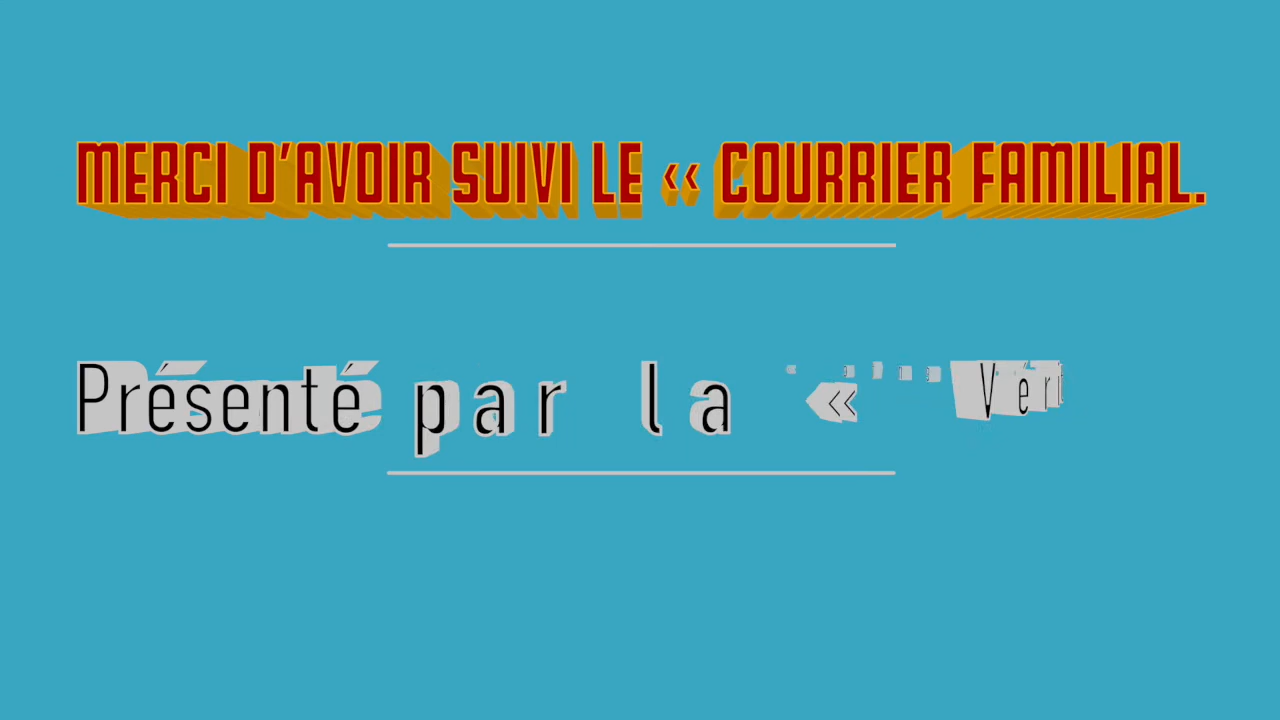 MERCI D'AVOIR SUIVI LE « COURRIER FAMILIAL.
Présenté par la «